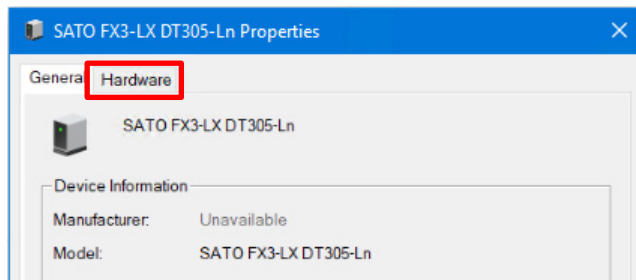 SATO FX3-LX DT305-Ln Properties
General Hardware
SATO FX3-LX DT305-Ln
Device Information
Manufacturer: Unavailable
Model: SATO FX3-LX DT305-Ln